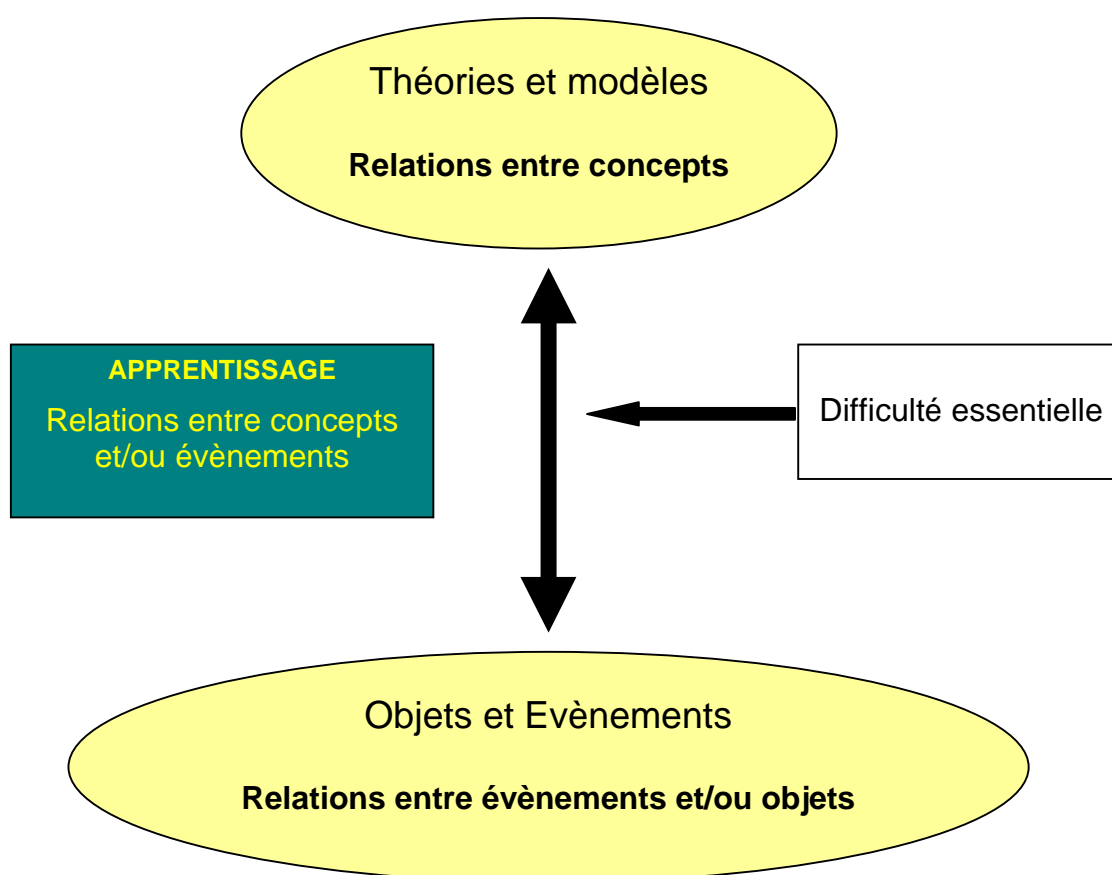 Théories et modèles
Relations entre concepts
APPRENTISSAGE
Relations entre concepts
et/ou évènements
Difficulté essentielle
Objets et Evènements
Relations entre évènements et/ou objets